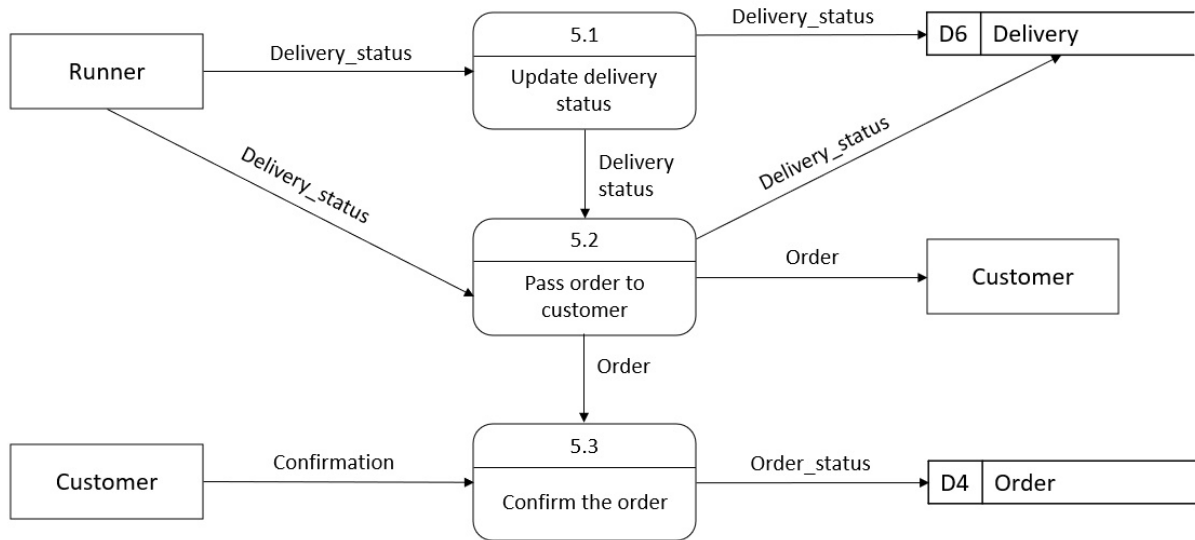 5.1
Delivery_status
D6 Delivery
Runner
Delivery_status
Update delivery
status
Delivery_status
Delivery
status
Delivery_status
5.2
Order
Customer
Pass order to
customer
Order
5.3
Customer
Confirmation
Order_status
D4 Order
Confirm the order